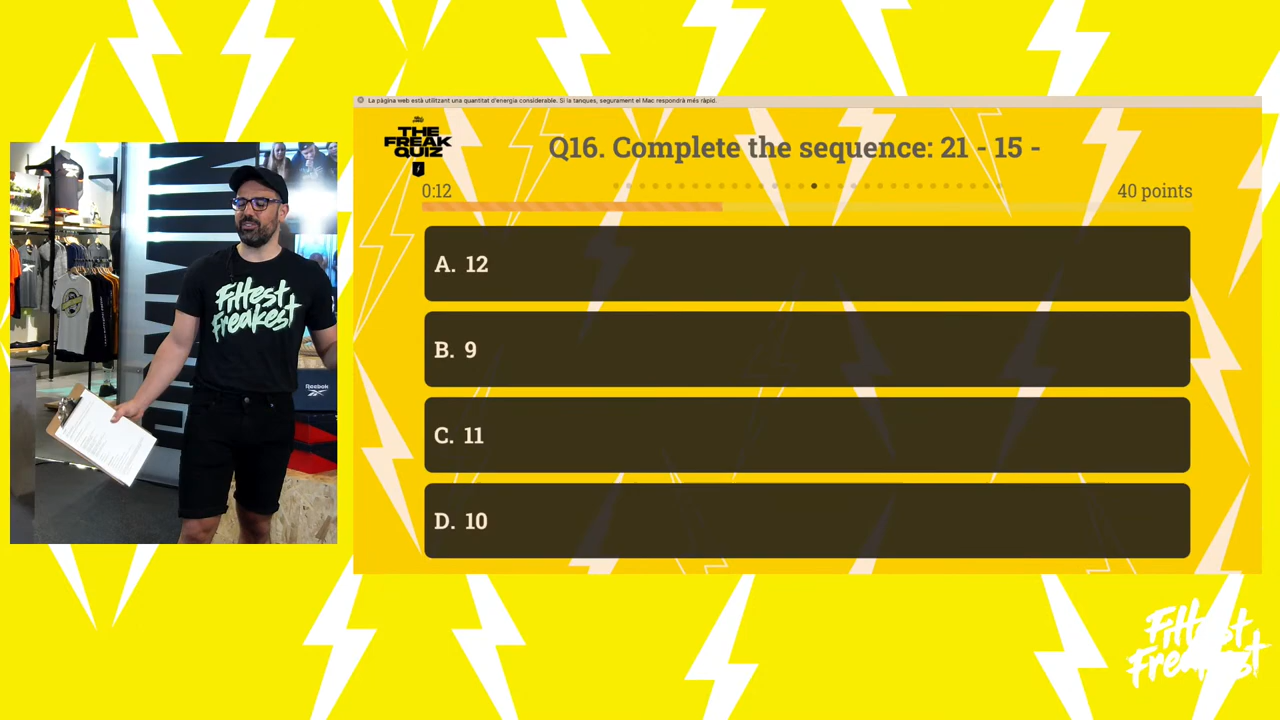 La pàgina web està utilitzant una quantitat d'energia considerable. Si la tanques, segurament el Mac respondrà més ràpid.
THE
FREAK
QUIZ
Q16. Complete the sequence: 21 - 15 -
0:12
40 points
A. 12
B. 9
C. 11
D. 10
Fittest
Freakest
Reebok
Fittest
Freakest